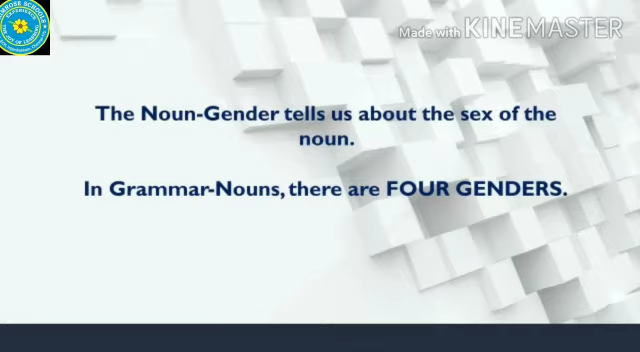 Made with KINEMASTER
The Noun-Gender tells us about the sex of the
noun.
In Grammar-Nouns, there are FOUR GENDERS.